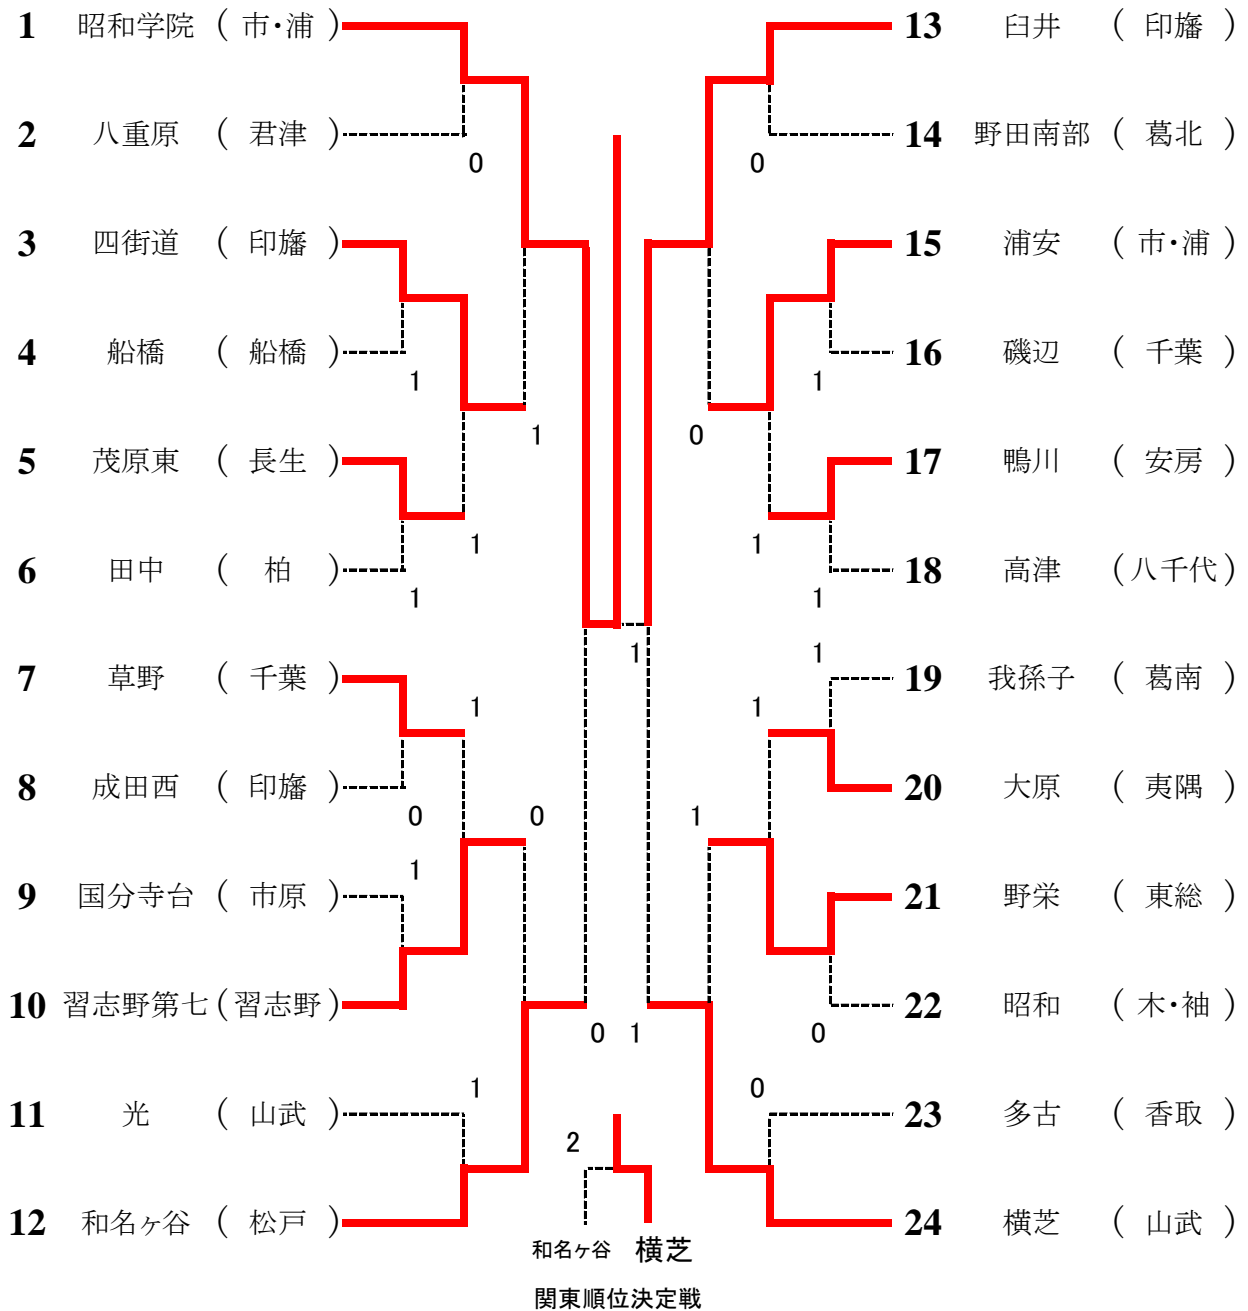 1 昭和学院 ( 市・浦 )
2 八重原 ( 君津 )
0
3 四街道 ( 印旛 )
4 船橋 ( 船橋 )
1
1
5 茂原東 ( 長生 )
1
6 田中 ( 柏 )
1
7 草野 ( 千葉 )
1
8 成田西 ( 印旛 )
0
0
1
9 国分寺台 ( 市原 )
10 習志野第七 ( 習志野 )
0
1
11 光 ( 山武 )
12 和名ヶ谷 ( 松戸 )
13 臼井 ( 印旛 )
0
14 野田南部 ( 葛北 )
15 浦安 ( 市・浦 )
16 磯辺 ( 千葉 )
1
0
17 鴨川 ( 安房 )
1
18 高津 ( 八千代 )
1
1
1
19 我孫子 ( 葛南 )
1
20 大原 ( 夷隅 )
1
21 野栄 ( 東総 )
22 昭和 ( 木・袖 )
0
1
0
23 多古 ( 香取 )
24 横芝 ( 山武 )
2
和名ヶ谷 横芝
関東順位決定戦